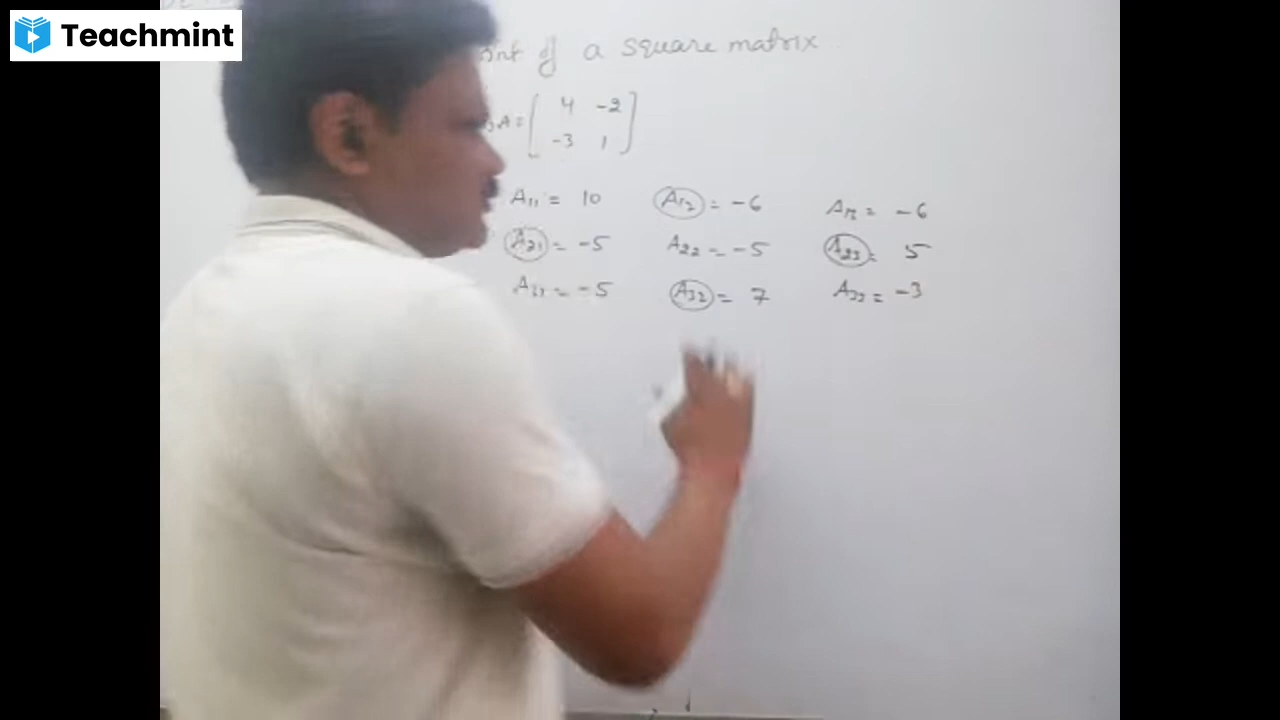 Teachmint
of a square matrix
A = [ 4 -2
-3 1 ]
A11 = 10 A12 = -6 A13 = -6
A21 = -5 A22 = -5 A23 = 5
A31 = -5 A32 = 7 A33 = -3